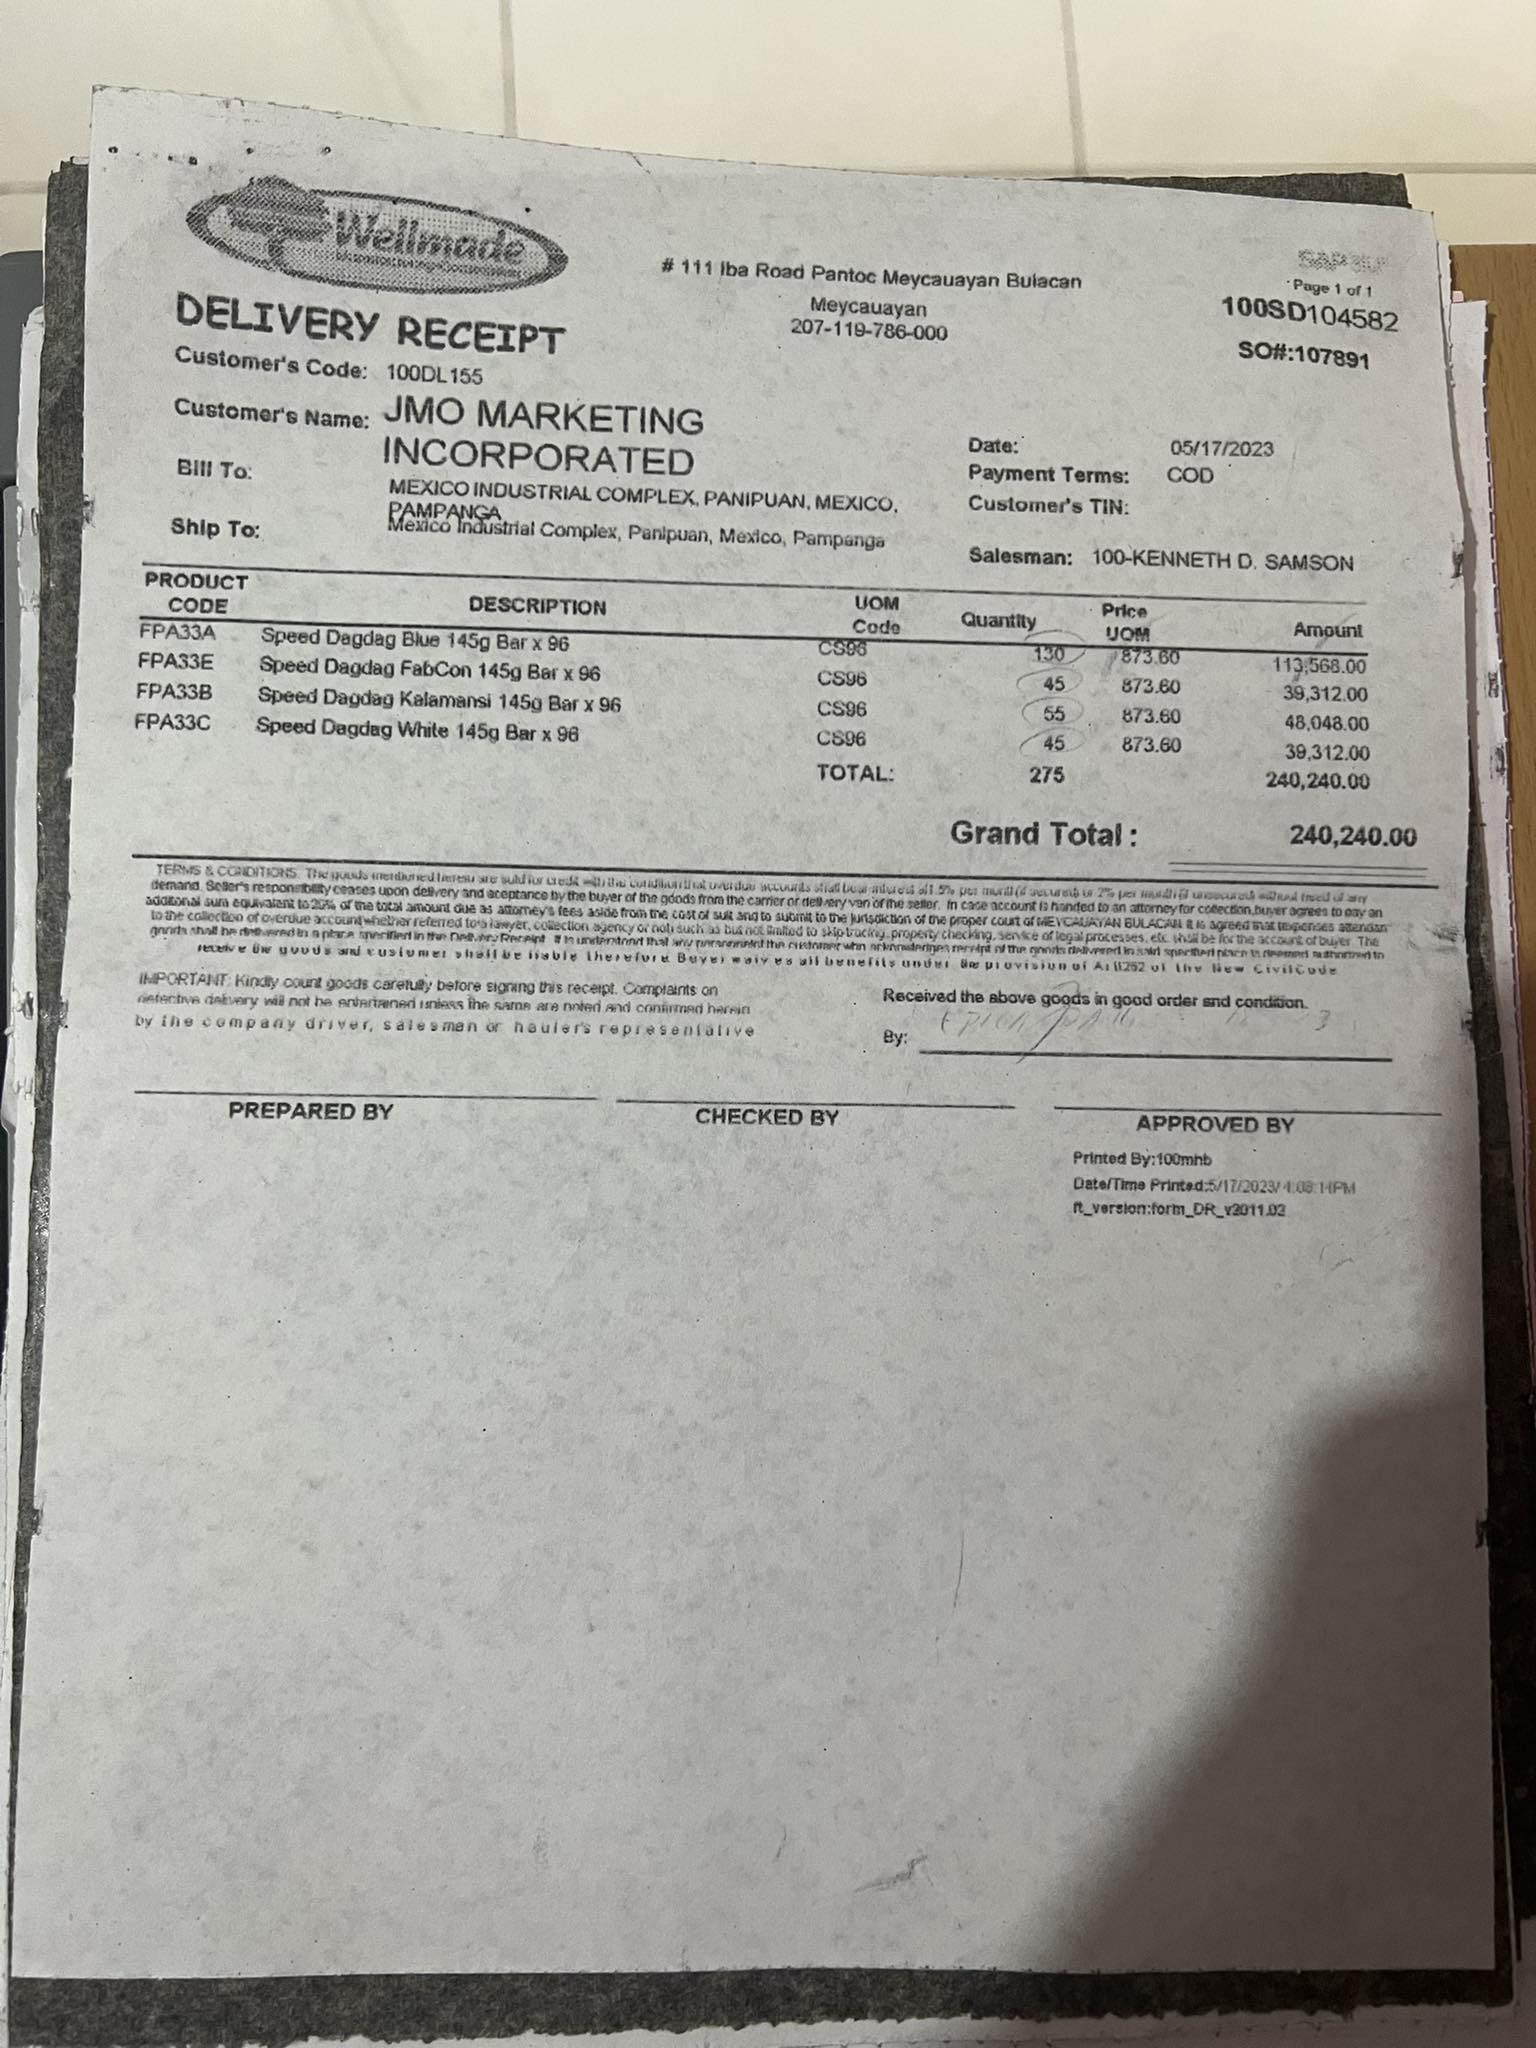 Wellmade
Manufacturing Corporation
# 111 Iba Road Pantoc Meycauayan Bulacan
Meycauayan
207-119-786-000
Page 1 of 1
100SD104582
SO#:107891
DELIVERY RECEIPT
Customer's Code: 100DL155
Customer's Name: JMO MARKETING
INCORPORATED
Bill To: MEXICO INDUSTRIAL COMPLEX, PANIPUAN, MEXICO,
PAMPANGA
Ship To: Mexico Industrial Complex, Panipuan, Mexico, Pampanga
Date: 05/17/2023
Payment Terms: COD
Customer's TIN:
Salesman: 100-KENNETH D. SAMSON
PRODUCT CODE DESCRIPTION UOM Code Quantity Price UOM Amount
FPA33A Speed Dagdag Blue 145g Bar x 96 CS96 130 873.60 113,568.00
FPA33E Speed Dagdag FabCon 145g Bar x 96 CS96 45 873.60 39,312.00
FPA33B Speed Dagdag Kalamansi 145g Bar x 96 CS96 55 873.60 48,048.00
FPA33C Speed Dagdag White 145g Bar x 96 CS96 45 873.60 39,312.00
TOTAL: 275 240,240.00
Grand Total : 240,240.00
TERMS & CONDITIONS: The goods mentioned herein are sold for credit with the condition that overdue accounts shall bear interest of 1.5% per month (if secured) or 2% per month (if unsecured) without need of any
demand. Seller's responsibility ceases upon delivery and aceptance by the buyer of the goods from the carrier or delivery van of the seller. In case account is handed to an attorney for collection,buyer agrees to pay an
additonal sum equivalent to 25% of the total amount due as attorney's fees aside from the cost of suit and to submit to the jurisdiction of the proper court of MEYCAUAYAN BULACAN. It is agreed that (expenses attendan
to the collection of overdue account,whether referred to a lawyer, collection agency or not) such as but not limited to skip tracing, property checking, service of legal processes, etc. shall be for the account of buyer. The
goods shall be delivered in a place specified in the Delivery Receipt. It is understood that any personnel of the customer who acknowledges receipt of the goods delivered in said specified place is deemed authorized to
receive the goods and customer shall be liable therefore Buyer waives all benefits under the provision of Art1252 of the New CivilCode
IMPORTANT: Kindly count goods carefully before signing this receipt. Complaints on
defective delivery will not be entertained unless the same are noted and confirmed herein
by the company driver, salesman or hauler's representative
Received the above goods in good order and condition.
By:
PREPARED BY CHECKED BY APPROVED BY
Printed By:100mhb
Date/Time Printed:5/17/2023/ 4:08:11PM
ft_version:form_DR_v2011.02